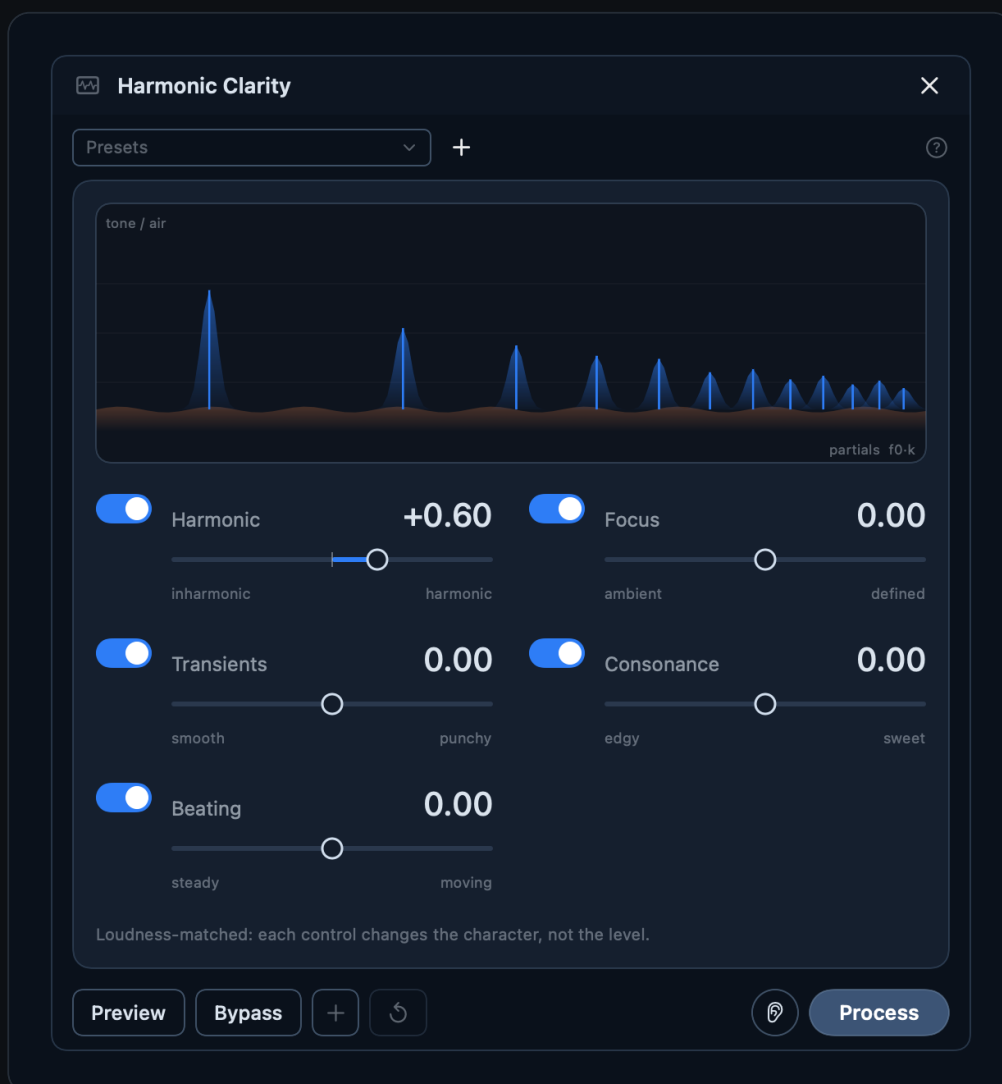 Harmonic Clarity
Presets
?
tone / air
partials f0·k
Harmonic +0.60
inharmonic harmonic
Focus 0.00
ambient defined
Transients 0.00
smooth punchy
Consonance 0.00
edgy sweet
Beating 0.00
steady moving
Loudness-matched: each control changes the character, not the level.
Preview Bypass Process